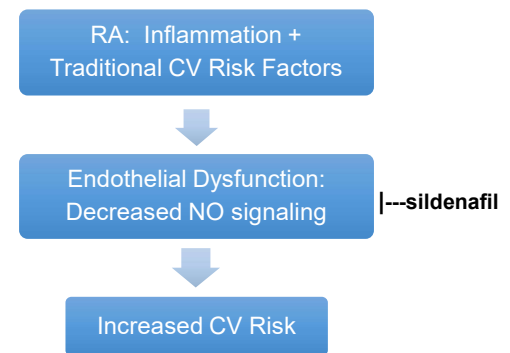 RA: Inflammation +
Traditional CV Risk Factors
Endothelial Dysfunction:
Decreased NO signaling
|---sildenafil
Increased CV Risk